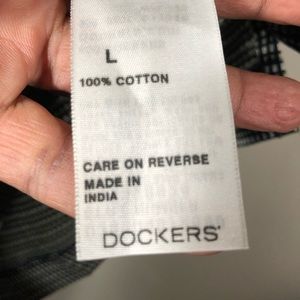 L
100% COTTON
CARE ON REVERSE
MADE IN
INDIA
DOCKERS®